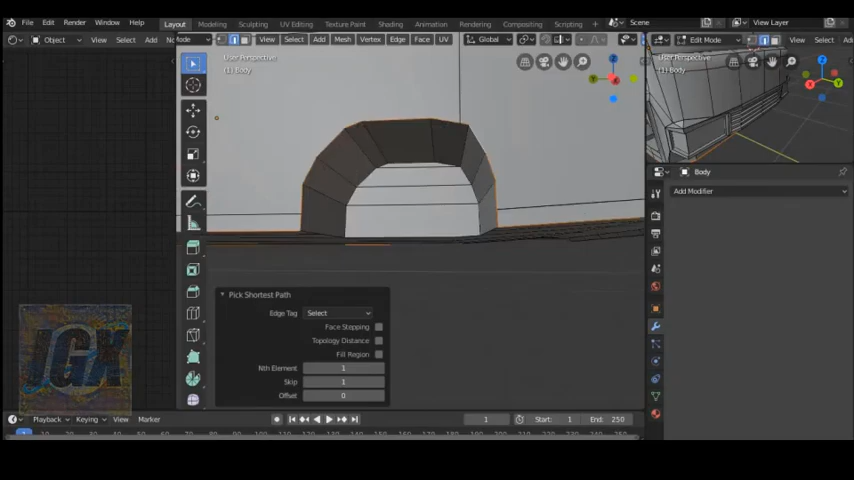 File Edit Render Window Help Layout Modeling Sculpting UV Editing Texture Paint Shading Animation Rendering Compositing Scripting Scene View Layer
Object View Select Add Mode View Select Add Mesh Vertex Edge Face UV Global Edit Mode View Select
User Perspective
(1) Body
User Perspective
(1) Body
X
Y
Z
Body
Add Modifier
Pick Shortest Path
Edge Tag Select
Face Stepping
Topology Distance
Fill Region
Nth Element 1
Skip 1
Offset 0
JGX
Playback Keying View Marker 1 Start: 1 End: 250